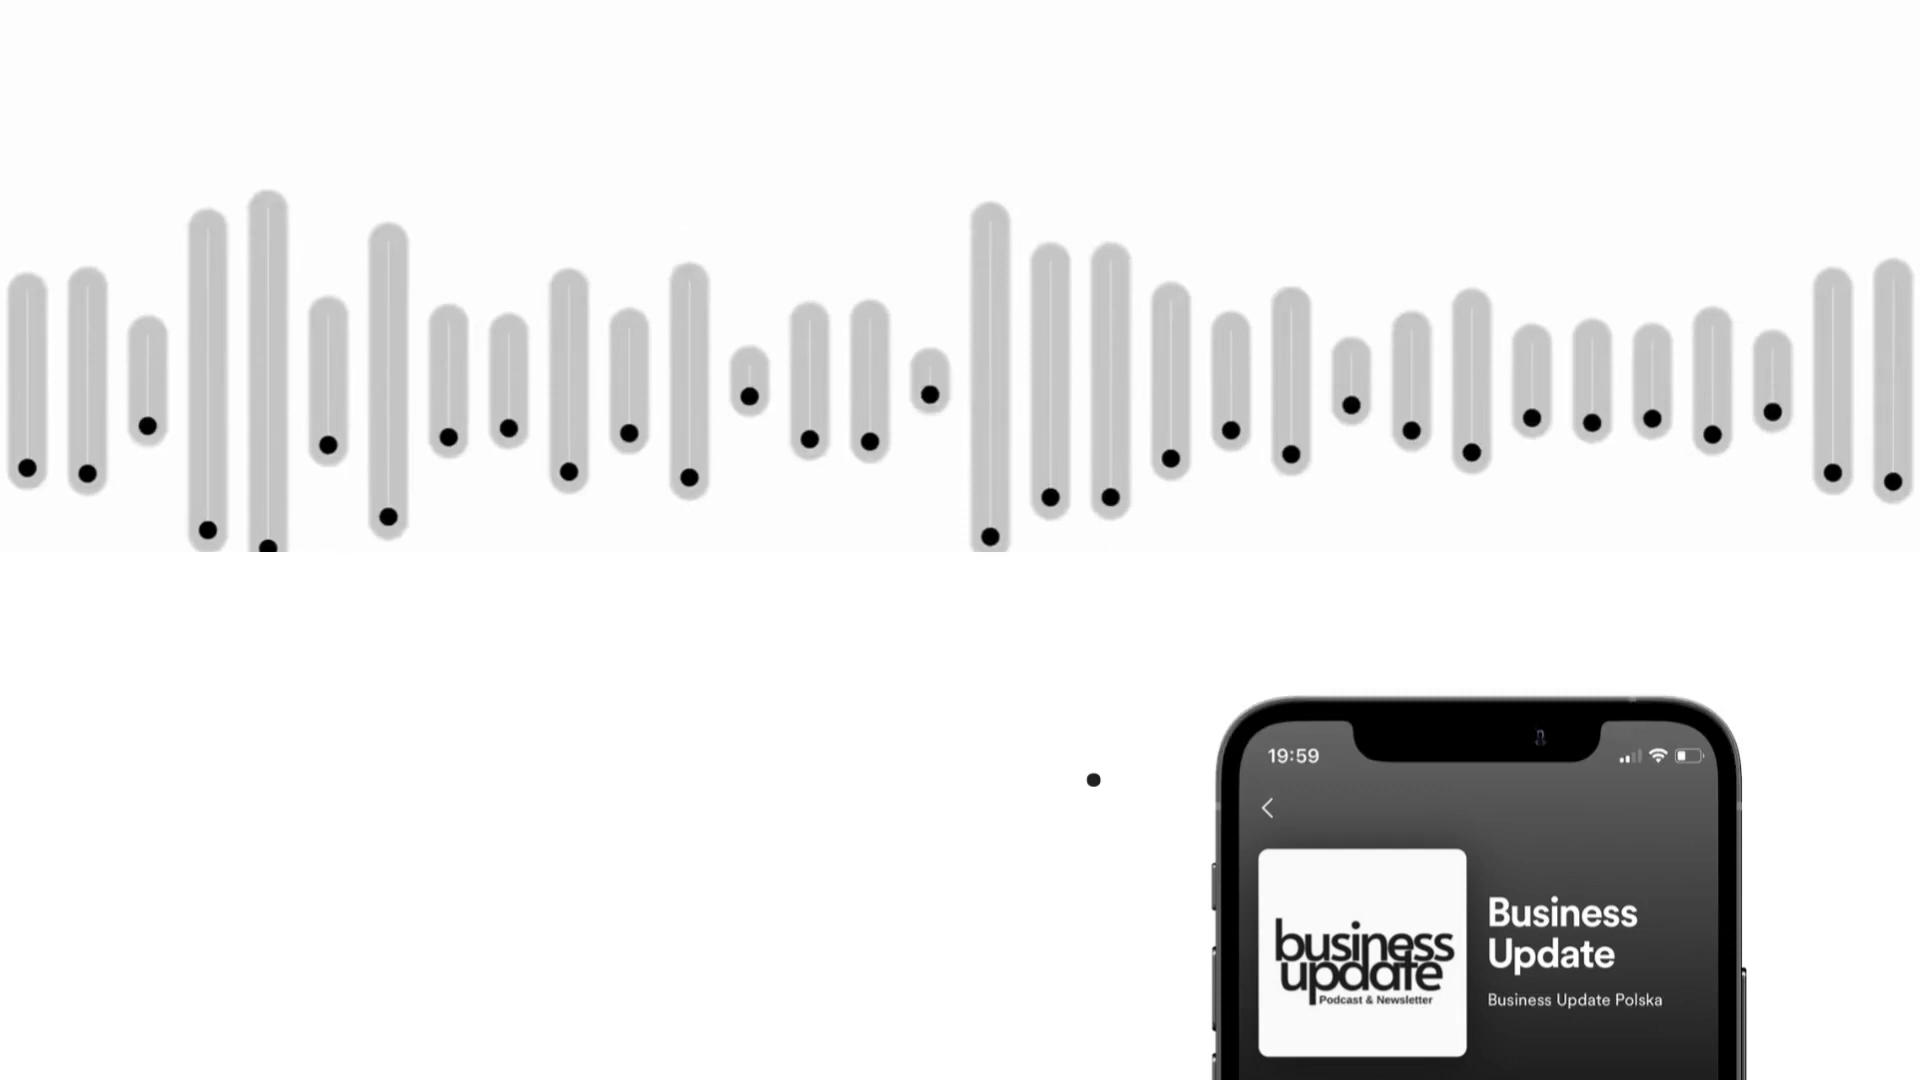 19:59
business
update
Podcast & Newsletter
Business
Update
Business Update Polska